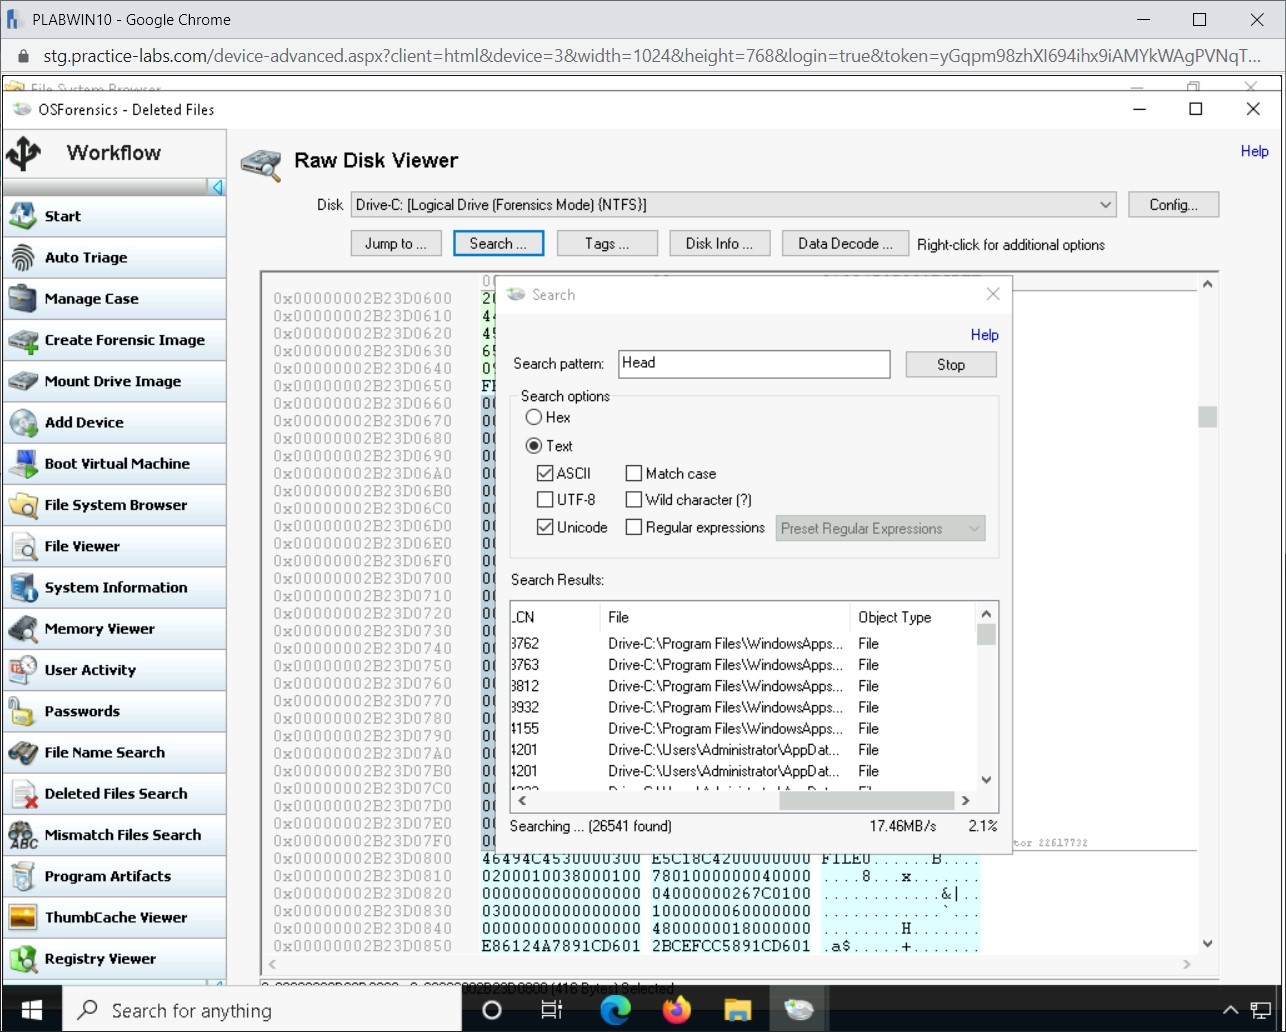 PLABWIN10 - Google Chrome
stg.practice-labs.com/device-advanced.aspx?client=html&device=3&width=1024&height=768&login=true&token=yGqpm98zhXI694ihx9iAMYkWAgPVNqT...
File System Browser
OSForensics - Deleted Files
Workflow
Start
Auto Triage
Manage Case
Create Forensic Image
Mount Drive Image
Add Device
Boot Virtual Machine
File System Browser
File Viewer
System Information
Memory Viewer
User Activity
Passwords
File Name Search
Deleted Files Search
Mismatch Files Search
Program Artifacts
ThumbCache Viewer
Registry Viewer
Raw Disk Viewer
Help
Disk Drive-C: [Logical Drive (Forensics Mode) {NTFS}] Config...
Jump to ... Search ... Tags ... Disk Info ... Data Decode ... Right-click for additional options
0x00000002B23D0600
0x00000002B23D0610
0x00000002B23D0620
0x00000002B23D0630
0x00000002B23D0640
0x00000002B23D0650
0x00000002B23D0660
0x00000002B23D0670
0x00000002B23D0680
0x00000002B23D0690
0x00000002B23D06A0
0x00000002B23D06B0
0x00000002B23D06C0
0x00000002B23D06D0
0x00000002B23D06E0
0x00000002B23D06F0
0x00000002B23D0700
0x00000002B23D0710
0x00000002B23D0720
0x00000002B23D0730
0x00000002B23D0740
0x00000002B23D0750
0x00000002B23D0760
0x00000002B23D0770
0x00000002B23D0780
0x00000002B23D0790
0x00000002B23D07A0
0x00000002B23D07B0
0x00000002B23D07C0
0x00000002B23D07D0
0x00000002B23D07E0
0x00000002B23D07F0
0x00000002B23D0800 46494C4530000300 E5C18C4200000000 FILE0.......B....
0x00000002B23D0810 0200010038000100 7801000000040000 ....8...x.......
0x00000002B23D0820 0000000000000000 04000000267C0100 ............&|..
0x00000002B23D0830 0300000000000000 1000000060000000 ............`...
0x00000002B23D0840 0000000000000000 4800000018000000 ........H.......
0x00000002B23D0850 E86124A7891CD601 2BCEFCC5891CD601 .a$.....+.......
Search
Help
Search pattern: Head Stop
Search options
Hex
Text
ASCII Match case
UTF-8 Wild character (?)
Unicode Regular expressions Preset Regular Expressions
Search Results:
LCN File Object Type
3762 Drive-C:\Program Files\WindowsApps... File
3763 Drive-C:\Program Files\WindowsApps... File
3812 Drive-C:\Program Files\WindowsApps... File
3932 Drive-C:\Program Files\WindowsApps... File
4155 Drive-C:\Program Files\WindowsApps... File
4201 Drive-C:\Users\Administrator\AppDat... File
4201 Drive-C:\Users\Administrator\AppDat... File
Searching ... (26541 found) 17.46MB/s 2.1%
tor 22617732
Search for anything